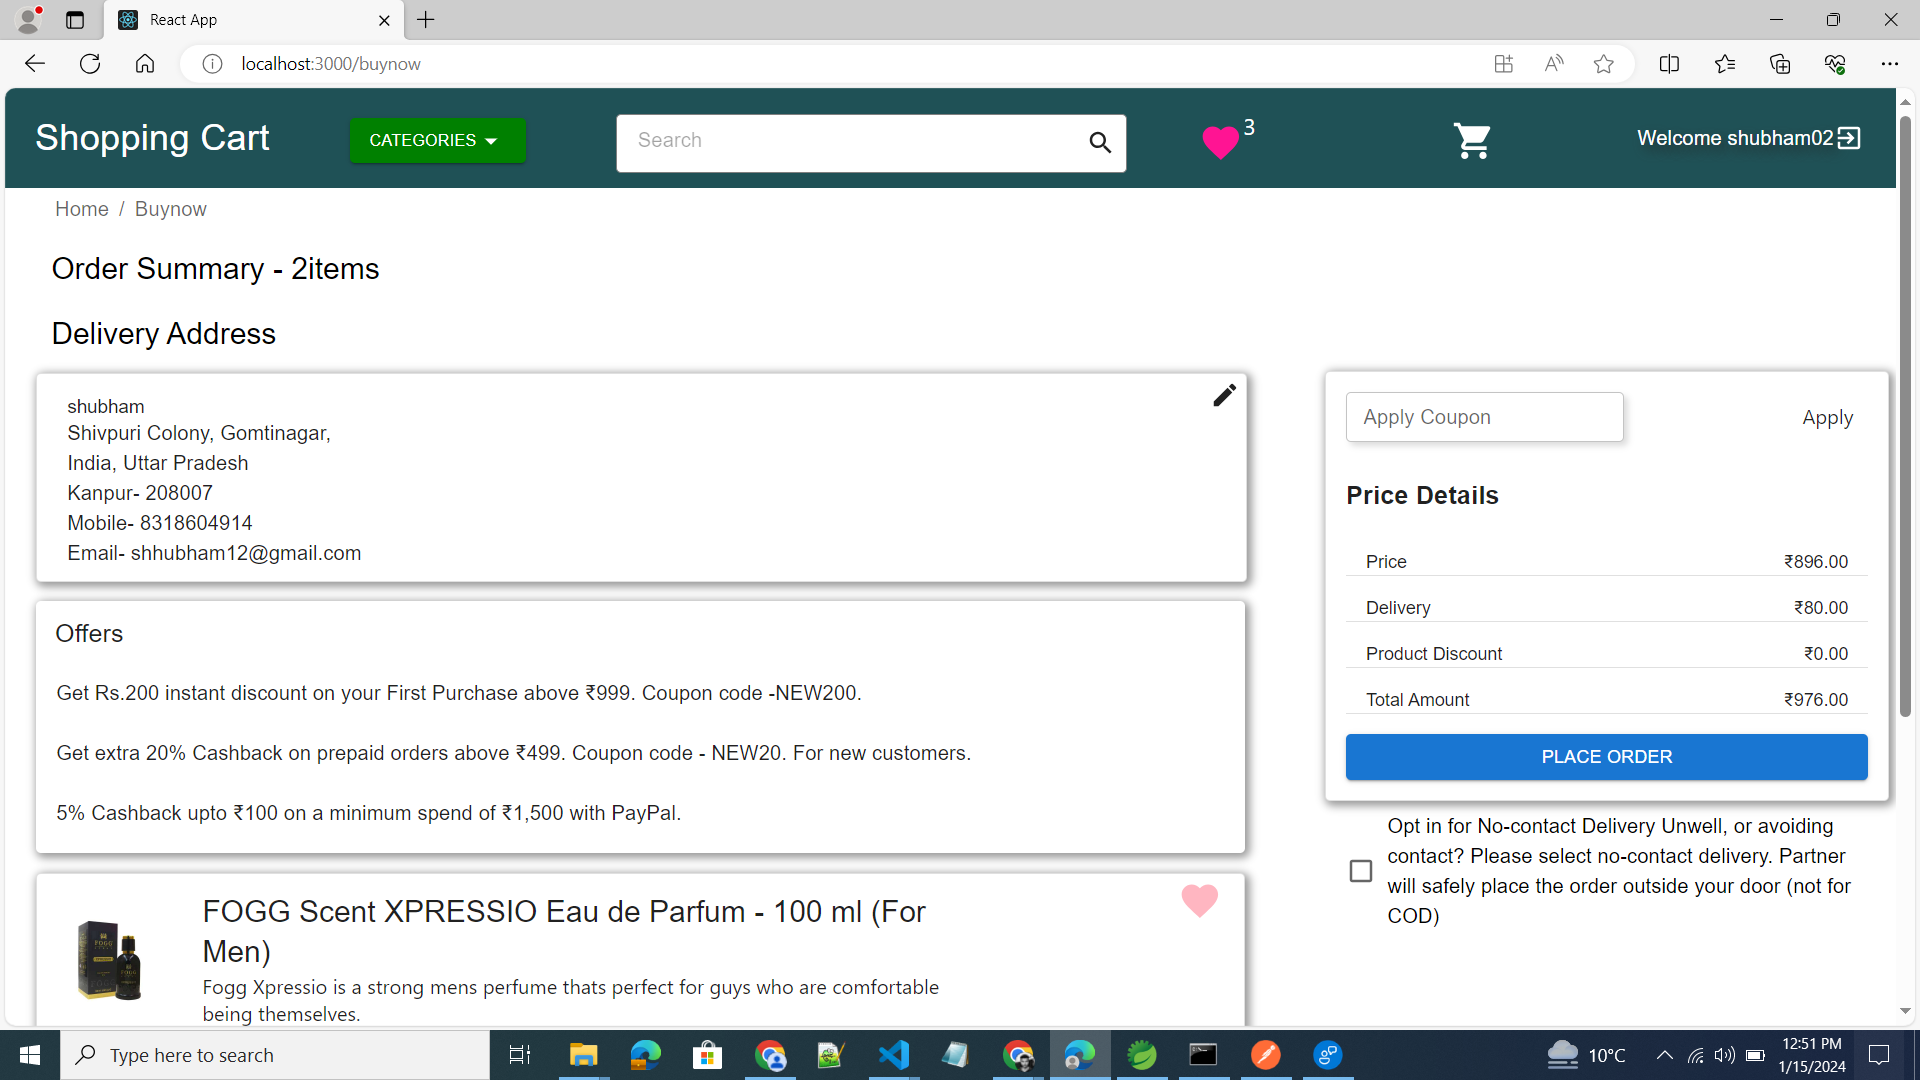 React App
localhost:3000/buynow
Shopping Cart
CATEGORIES
Search
3
Welcome shubham02
Home / Buynow
Order Summary - 2items
Delivery Address
shubham
Shivpuri Colony, Gomtinagar,
India, Uttar Pradesh
Kanpur- 208007
Mobile- 8318604914
Email- shhubham12@gmail.com
Offers
Get Rs.200 instant discount on your First Purchase above ₹999. Coupon code -NEW200.
Get extra 20% Cashback on prepaid orders above ₹499. Coupon code - NEW20. For new customers.
5% Cashback upto ₹100 on a minimum spend of ₹1,500 with PayPal.
FOGG Scent XPRESSIO Eau de Parfum - 100 ml (For
Men)
Fogg Xpressio is a strong mens perfume thats perfect for guys who are comfortable
being themselves.
Apply Coupon
Apply
Price Details
Price ₹896.00
Delivery ₹80.00
Product Discount ₹0.00
Total Amount ₹976.00
PLACE ORDER
Opt in for No-contact Delivery Unwell, or avoiding
contact? Please select no-contact delivery. Partner
will safely place the order outside your door (not for
COD)
Type here to search
10°C
12:51 PM
1/15/2024